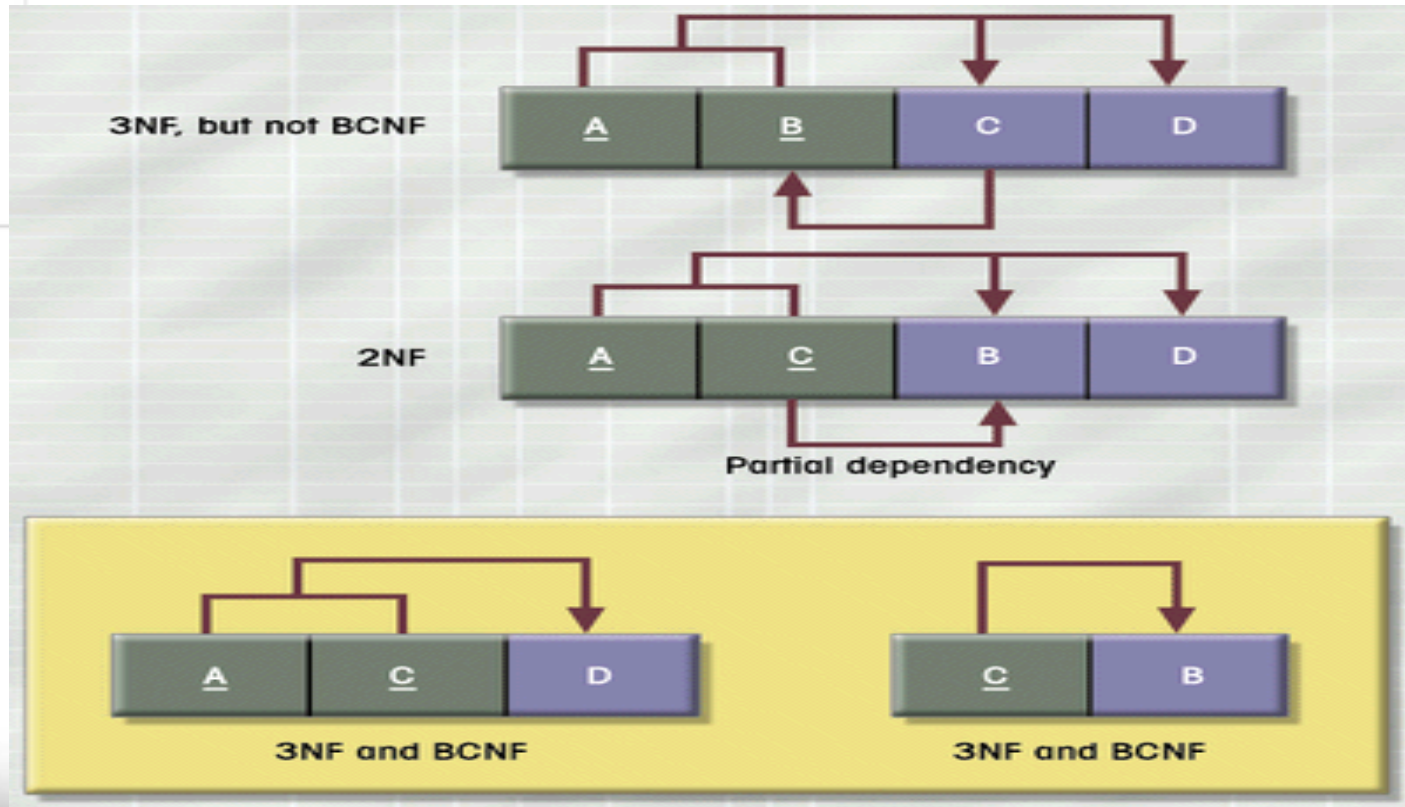 3NF, but not BCNF A B C D
2NF A C B D
Partial dependency
A C D C B
3NF and BCNF 3NF and BCNF